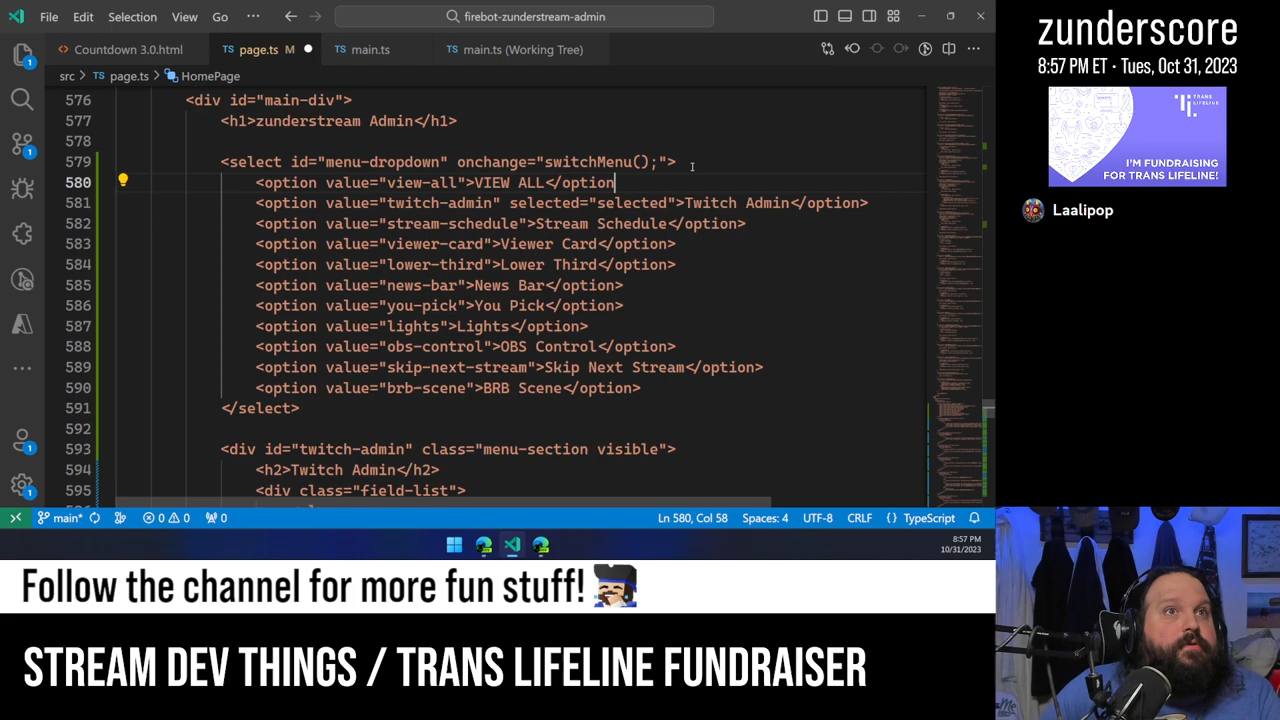 File Edit Selection View Go ··· firebot-zunderstream-admin
Countdown 3.0.html TS page.ts M TS main.ts TS main.ts (Working Tree)
src > TS page.ts > HomePage
576 <div id="main-div">
577 <h1>zunderstream Admin</h1>
578
579 <select id="menu-dropdown" onchange="switchMenu();">
580 <option value="view-all">VIEW ALL</option
581 <option value="twitch-admin" selected="selected">Twitch Admin</option>
Stream Schedule</option>
583 <option value="viewer-card">Viewer Card</option>
584 <option value="lower-third">Lower Third</option>
585 <option value="news-bar">News Bar</option>
586 <option value="you-pick">You Pick</option>
587 <option value="lights">Lights</option>
588 <option value="obs-control">OBS Control</option>
589 <option value="skip-next-stream">Skip Next Stream</option>
590 <option value="brb-scene">BRB Scene</option>
591 </select>
592
593 <div id="twitch-admin" class="menu-section visible">
594 <h2>Twitch Admin</h2>
595 <div class="field-list">
main* 0 0 0 Ln 580, Col 58 Spaces: 4 UTF-8 CRLF { } TypeScript
8:57 PM
10/31/2023
zunderscore
8:57 PM ET · Tues, Oct 31, 2023
TRANS
LIFELINE
I'M FUNDRAISING
FOR TRANS LIFELINE!
Laalipop
Follow the channel for more fun stuff!
STREAM DEV THINGS / TRANS LIFELINE FUNDRAISER